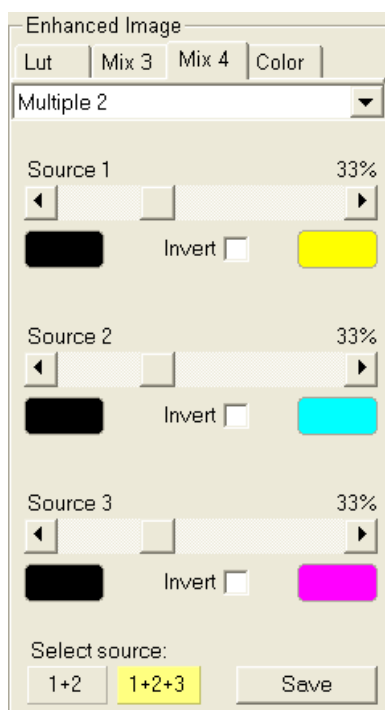 Enhanced Image
Lut Mix 3 Mix 4 Color
Multiple 2
Source 1 33%
Invert
Source 2 33%
Invert
Source 3 33%
Invert
Select source:
1+2 1+2+3 Save